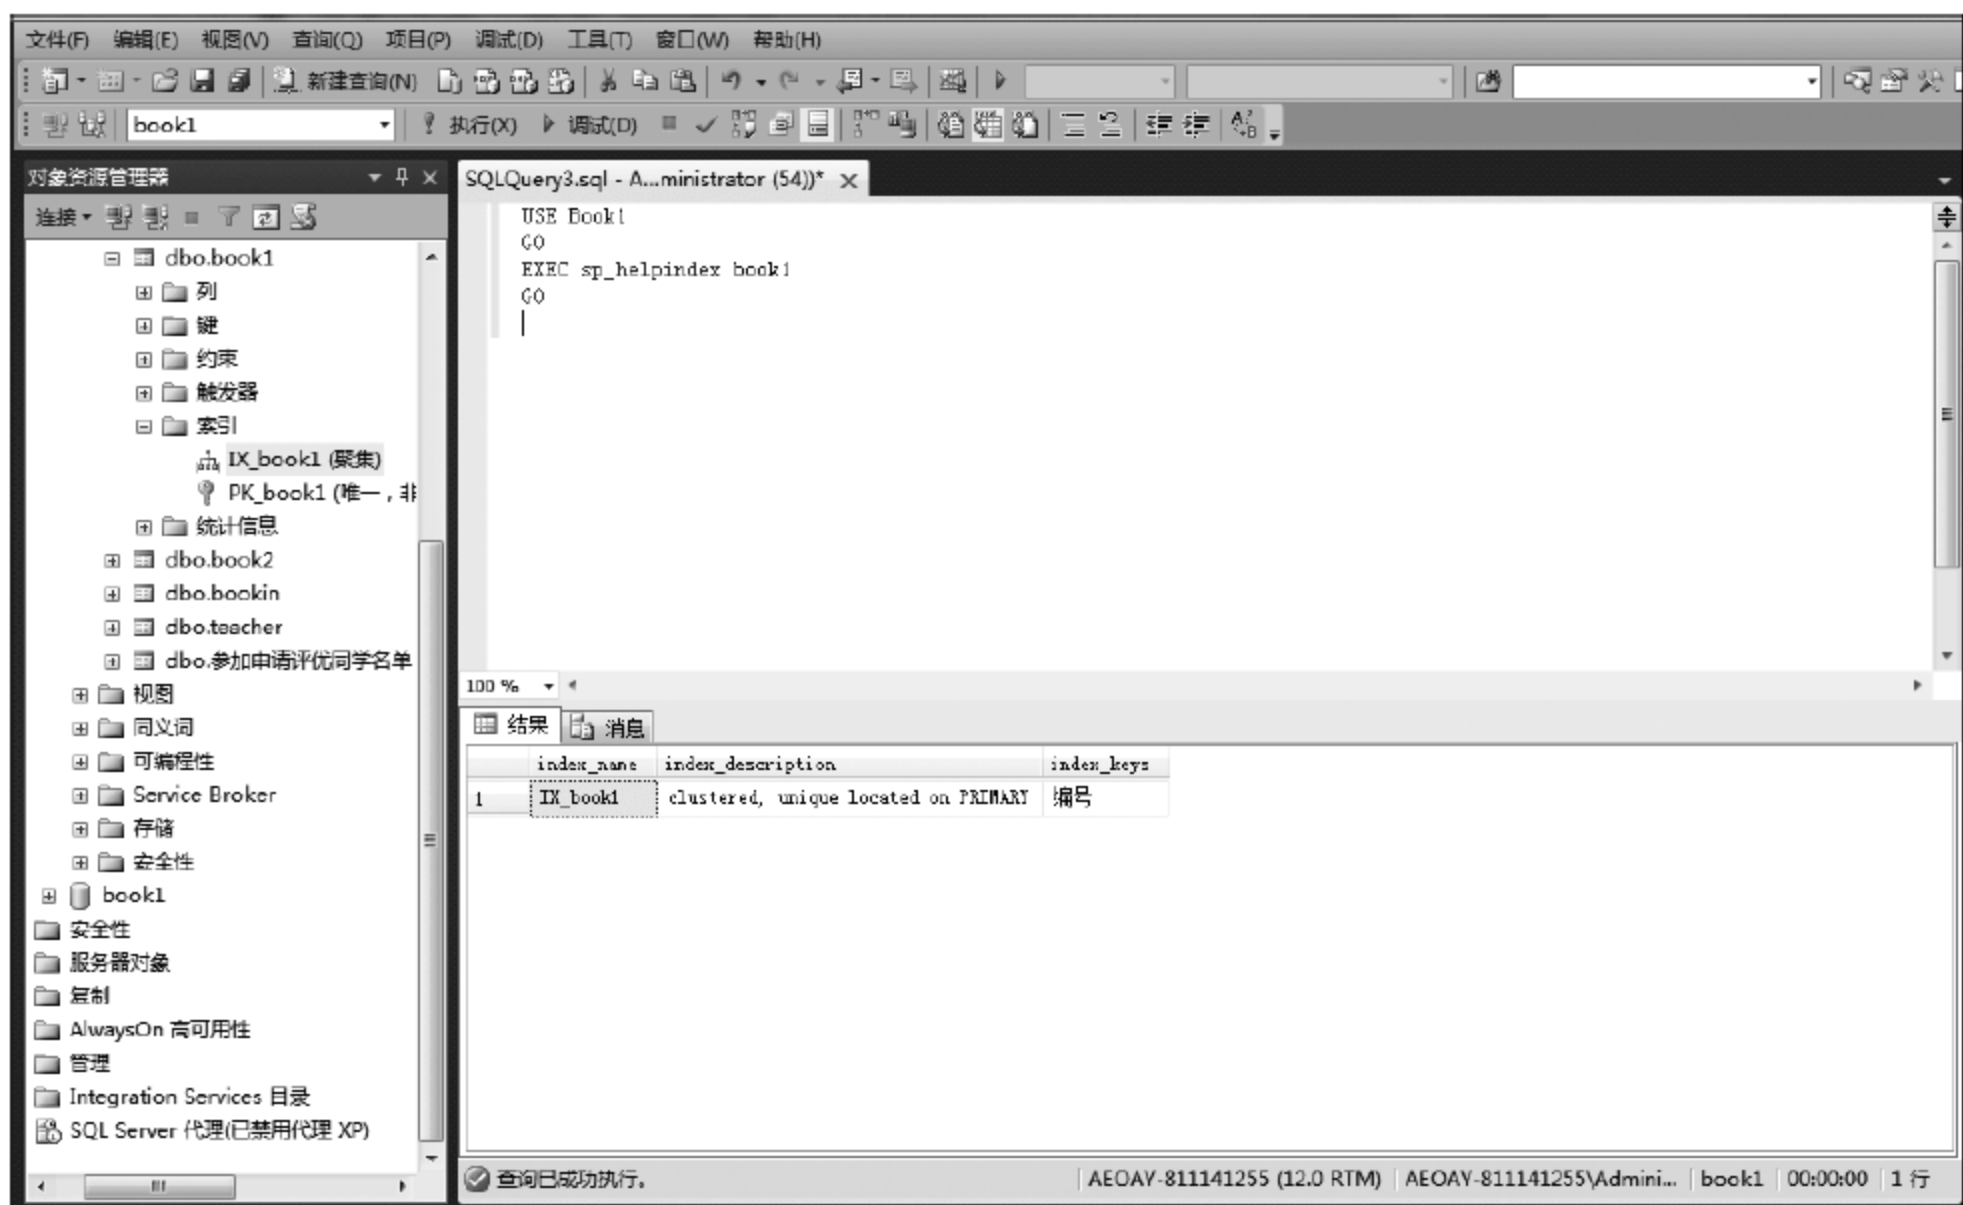 文件(F) 编辑(E) 视图(V) 查询(Q) 项目(P) 调试(D) 工具(T) 窗口(W) 帮助(H)
新建查询(N)
book1 执行(X) 调试(D)
对象资源管理器
连接
dbo.book1
列
键
约束
触发器
索引
IX_book1 (聚集)
PK_book1 (唯一，非
统计信息
dbo.book2
dbo.bookin
dbo.teacher
dbo.参加申请评优同学名单
视图
同义词
可编程性
Service Broker
存储
安全性
book1
安全性
服务器对象
复制
AlwaysOn 高可用性
管理
Integration Services 目录
SQL Server 代理(已禁用代理 XP)
SQLQuery3.sql - A...ministrator (54))*
USE Book1
GO
EXEC sp_helpindex book1
GO
100 %
结果 消息
index_name index_description index_keys
1 IX_book1 clustered, unique located on PRIMARY 编号
查询已成功执行。 AEOAY-811141255 (12.0 RTM) AEOAY-811141255\Admini... book1 00:00:00 1 行